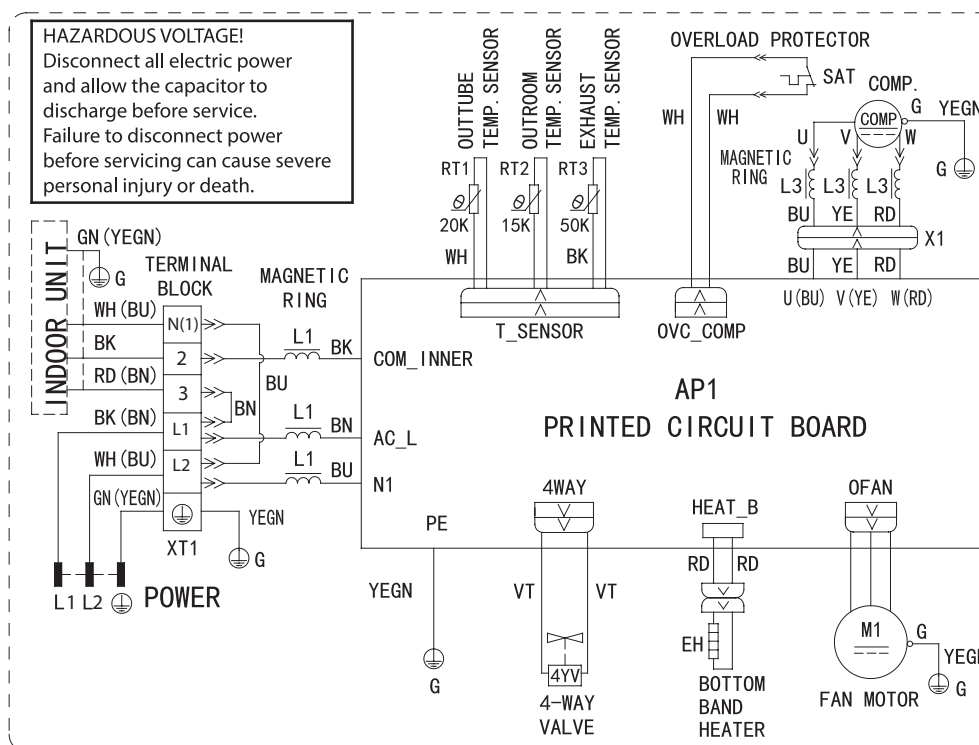 HAZARDOUS VOLTAGE!
Disconnect all electric power
and allow the capacitor to
discharge before service.
Failure to disconnect power
before servicing can cause severe
personal injury or death.
OUTTUBE
TEMP. SENSOR
OUTROOM
TEMP. SENSOR
EXHAUST
TEMP. SENSOR
RT1
RT2
RT3
θ
θ
θ
20K
15K
50K
WH
BK
T_SENSOR
OVERLOAD PROTECTOR
SAT
WH
WH
OVC_COMP
COMP.
COMP
G
YEGN
G
U
V
W
MAGNETIC
RING
L3
L3
L3
BU
YE
RD
X1
BU
YE
RD
U(BU)
V(YE)
W(RD)
INDOOR UNIT
GN(YEGN)
G
TERMINAL
BLOCK
MAGNETIC
RING
WH(BU)
N(1)
BK
2
L1
BK
COM_INNER
BU
RD(BN)
3
BN
BK(BN)
L1
L1
BN
AC_L
WH(BU)
L2
L1
BU
N1
GN(YEGN)
YEGN
G
XT1
L1
L2
POWER
AP1
PRINTED CIRCUIT BOARD
PE
YEGN
G
4WAY
VT
VT
4YV
4-WAY
VALVE
HEAT_B
RD
RD
EH
BOTTOM
BAND
HEATER
OFAN
M1
G
YEGN
G
FAN MOTOR